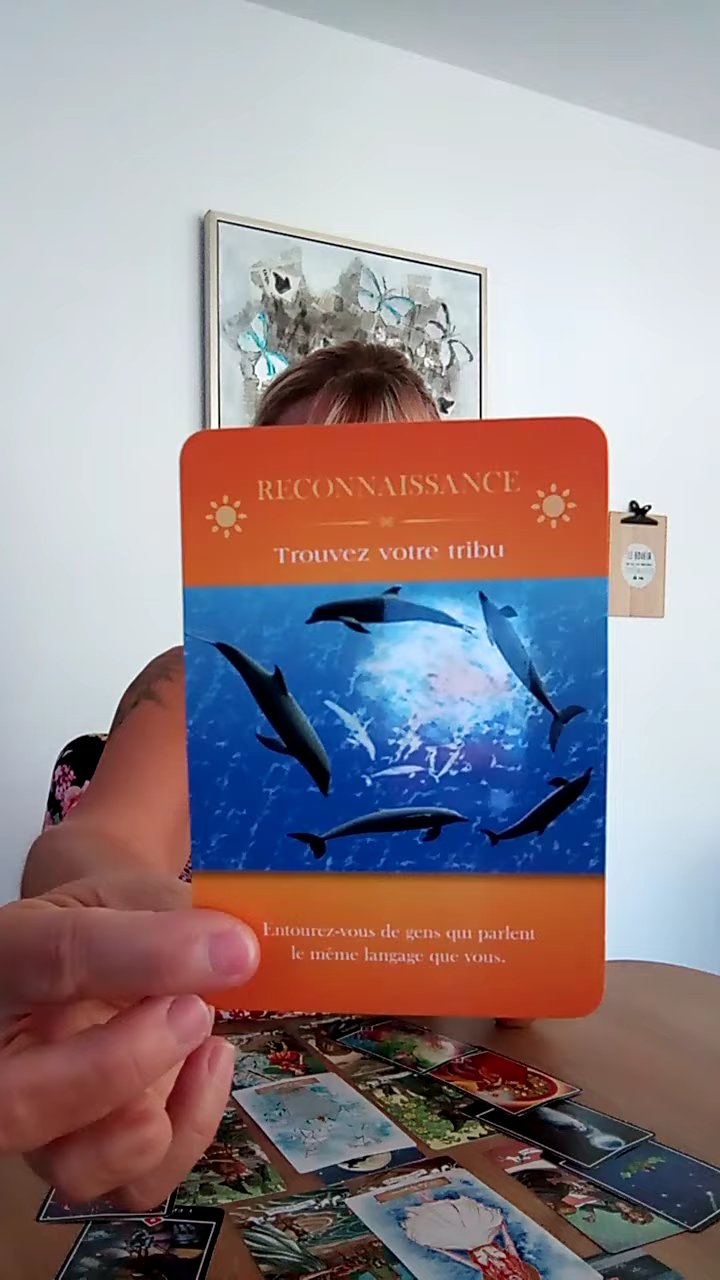 RECONNAISSANCE
Trouvez votre tribu
Entourez-vous de gens qui parlent
le même langage que vous.